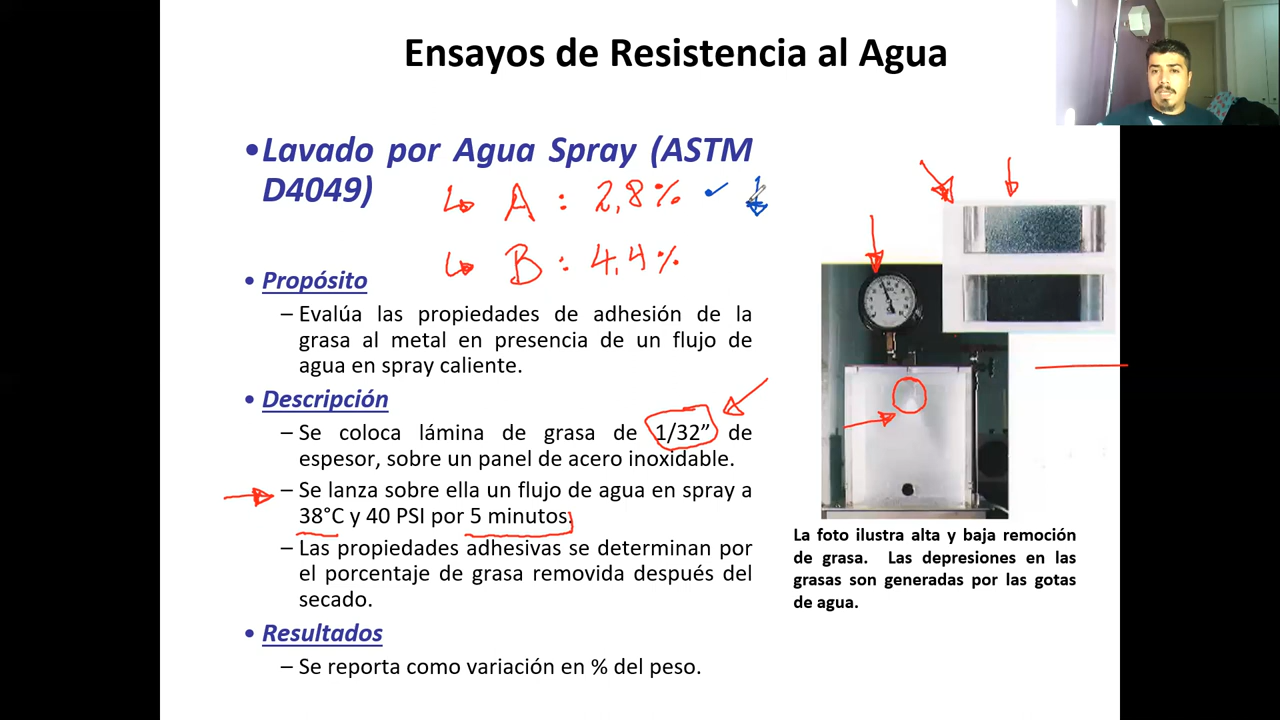 Ensayos de Resistencia al Agua
•Lavado por Agua Spray (ASTM
D4049)
↳ A : 2,8% ✓ ↓
↳ B : 4,4%
• Propósito
– Evalúa las propiedades de adhesión de la
grasa al metal en presencia de un flujo de
agua en spray caliente.
• Descripción
– Se coloca lámina de grasa de 1/32” de
espesor, sobre un panel de acero inoxidable.
– Se lanza sobre ella un flujo de agua en spray a
38°C y 40 PSI por 5 minutos.
– Las propiedades adhesivas se determinan por
el porcentaje de grasa removida después del
secado.
• Resultados
– Se reporta como variación en % del peso.
La foto ilustra alta y baja remoción
de grasa. Las depresiones en las
grasas son generadas por las gotas
de agua.